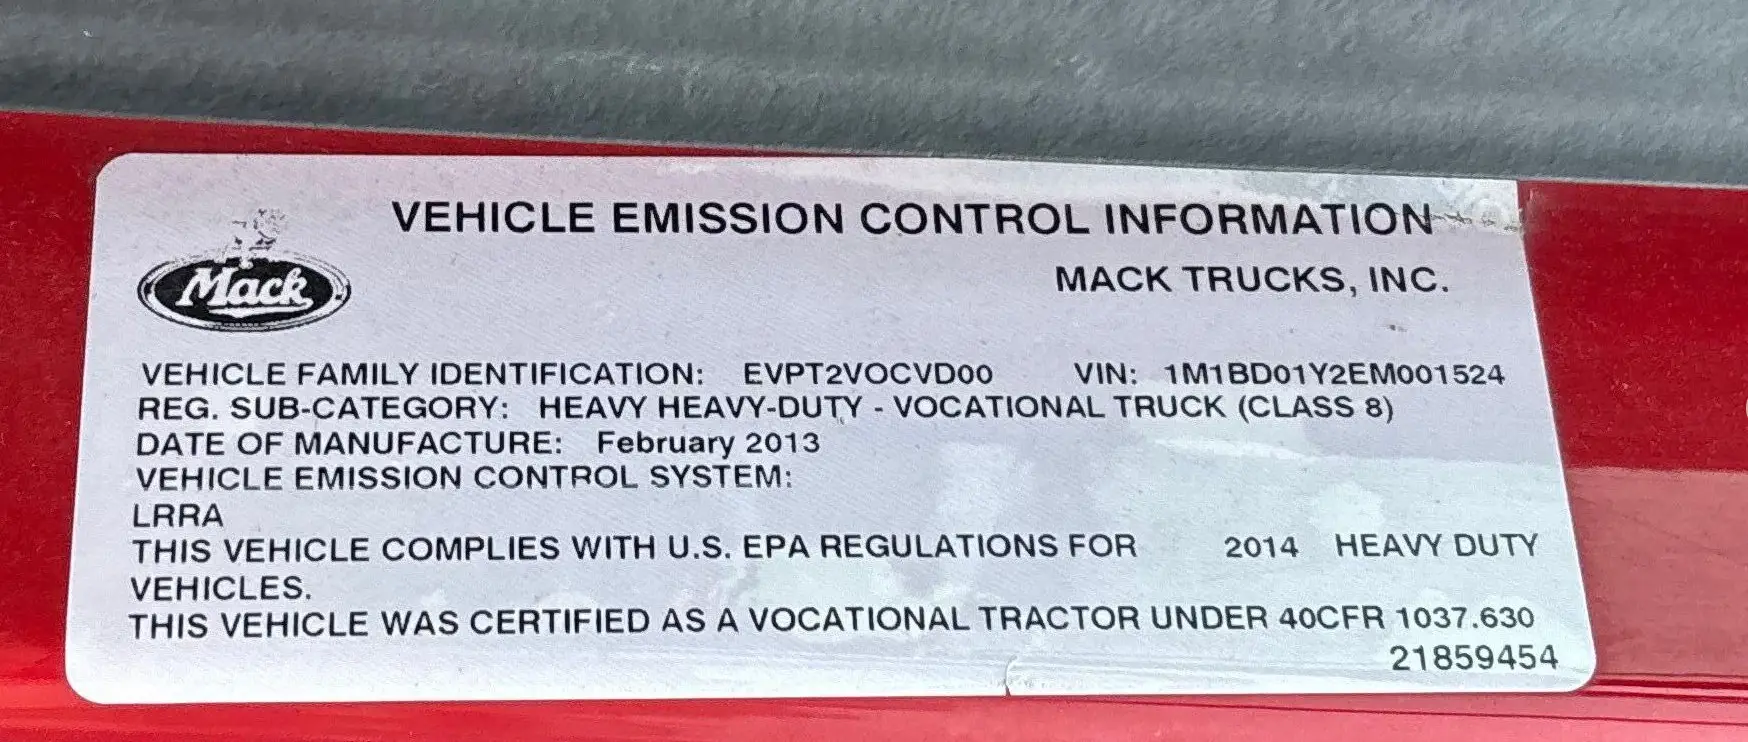 VEHICLE EMISSION CONTROL INFORMATION
Mack
MACK TRUCKS, INC.
VEHICLE FAMILY IDENTIFICATION: EVPT2VOCVD00 VIN: 1M1BD01Y2EM001524
REG. SUB-CATEGORY: HEAVY HEAVY-DUTY - VOCATIONAL TRUCK (CLASS 8)
DATE OF MANUFACTURE: February 2013
VEHICLE EMISSION CONTROL SYSTEM:
LRRA
THIS VEHICLE COMPLIES WITH U.S. EPA REGULATIONS FOR 2014 HEAVY DUTY
VEHICLES.
THIS VEHICLE WAS CERTIFIED AS A VOCATIONAL TRACTOR UNDER 40CFR 1037.630
21859454